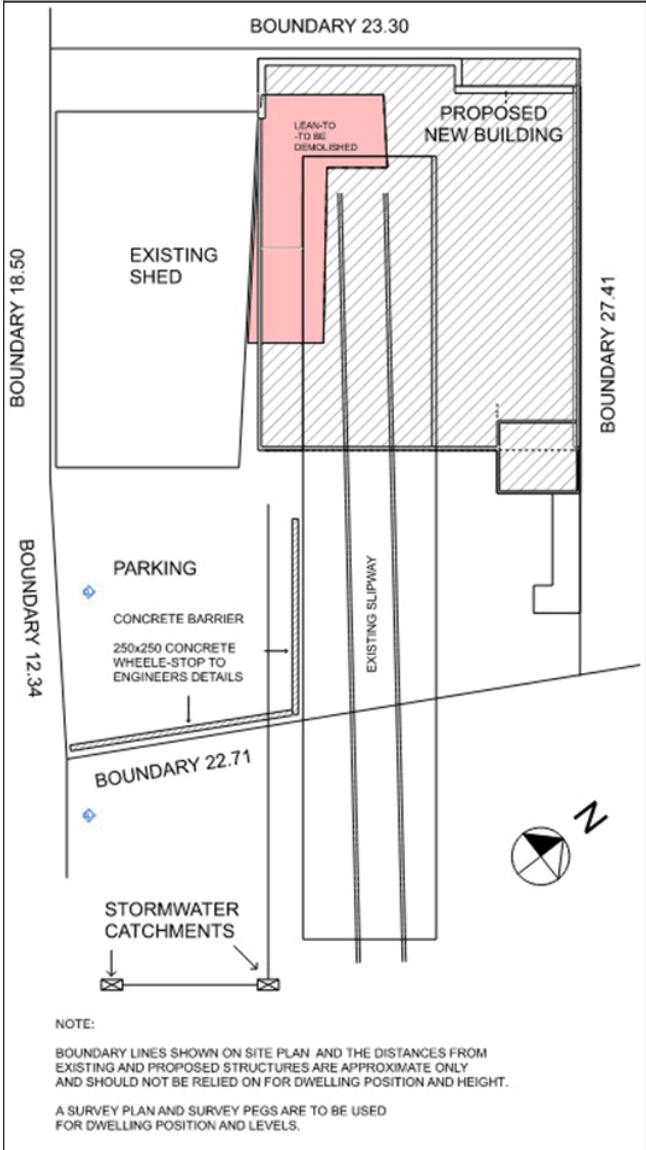 BOUNDARY 23.30
LEAN-TO
-TO BE
DEMOLISHED
PROPOSED
NEW BUILDING
EXISTING
SHED
BOUNDARY 18.50
BOUNDARY 27.41
PARKING
CONCRETE BARRIER
250x250 CONCRETE
WHEELE-STOP TO
ENGINEERS DETAILS
EXISTING SLIPWAY
BOUNDARY 12.34
BOUNDARY 22.71
N
STORMWATER
CATCHMENTS
NOTE:
BOUNDARY LINES SHOWN ON SITE PLAN AND THE DISTANCES FROM
EXISTING AND PROPOSED STRUCTURES ARE APPROXIMATE ONLY
AND SHOULD NOT BE RELIED ON FOR DWELLING POSITION AND HEIGHT.
A SURVEY PLAN AND SURVEY PEGS ARE TO BE USED
FOR DWELLING POSITION AND LEVELS.